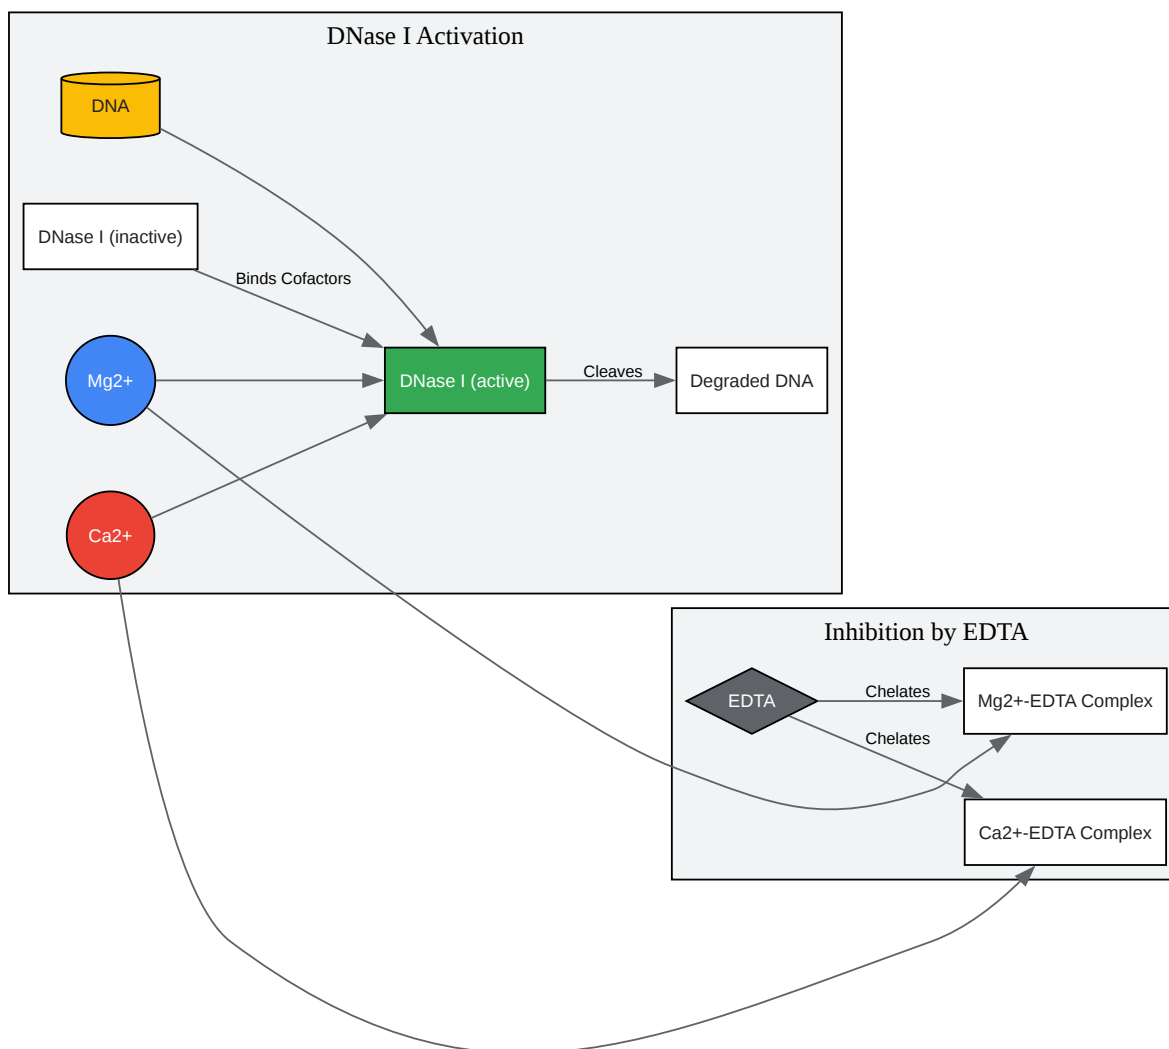 DNase I Activation
DNA
DNase I (inactive)
Binds Cofactors
Mg2+
DNase I (active)
Cleaves
Degraded DNA
Ca2+
Inhibition by EDTA
EDTA
Chelates
Mg2+-EDTA Complex
Chelates
Ca2+-EDTA Complex